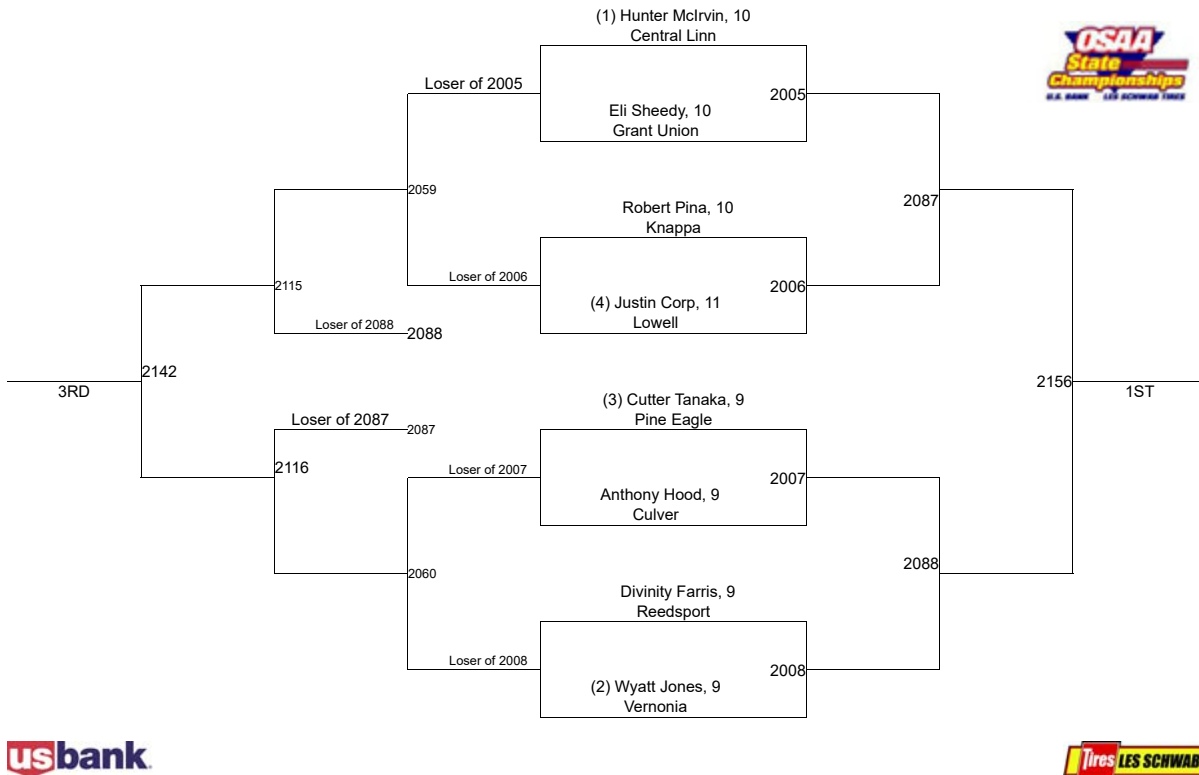 (1) Hunter McIrvin, 10
Central Linn
OSAA
State
Championships
U.S. BANK LES SCHWAB TIRES
Loser of 2005
2005
Eli Sheedy, 10
Grant Union
2059
2087
Robert Pina, 10
Knappa
Loser of 2006
2006
2115
(4) Justin Corp, 11
Lowell
Loser of 2088
2088
2142
3RD
2156
1ST
(3) Cutter Tanaka, 9
Pine Eagle
Loser of 2087
2087
2116
Loser of 2007
2007
Anthony Hood, 9
Culver
2060
2088
Divinity Farris, 9
Reedsport
Loser of 2008
2008
(2) Wyatt Jones, 9
Vernonia
usbank.
Tires LES SCHWAB